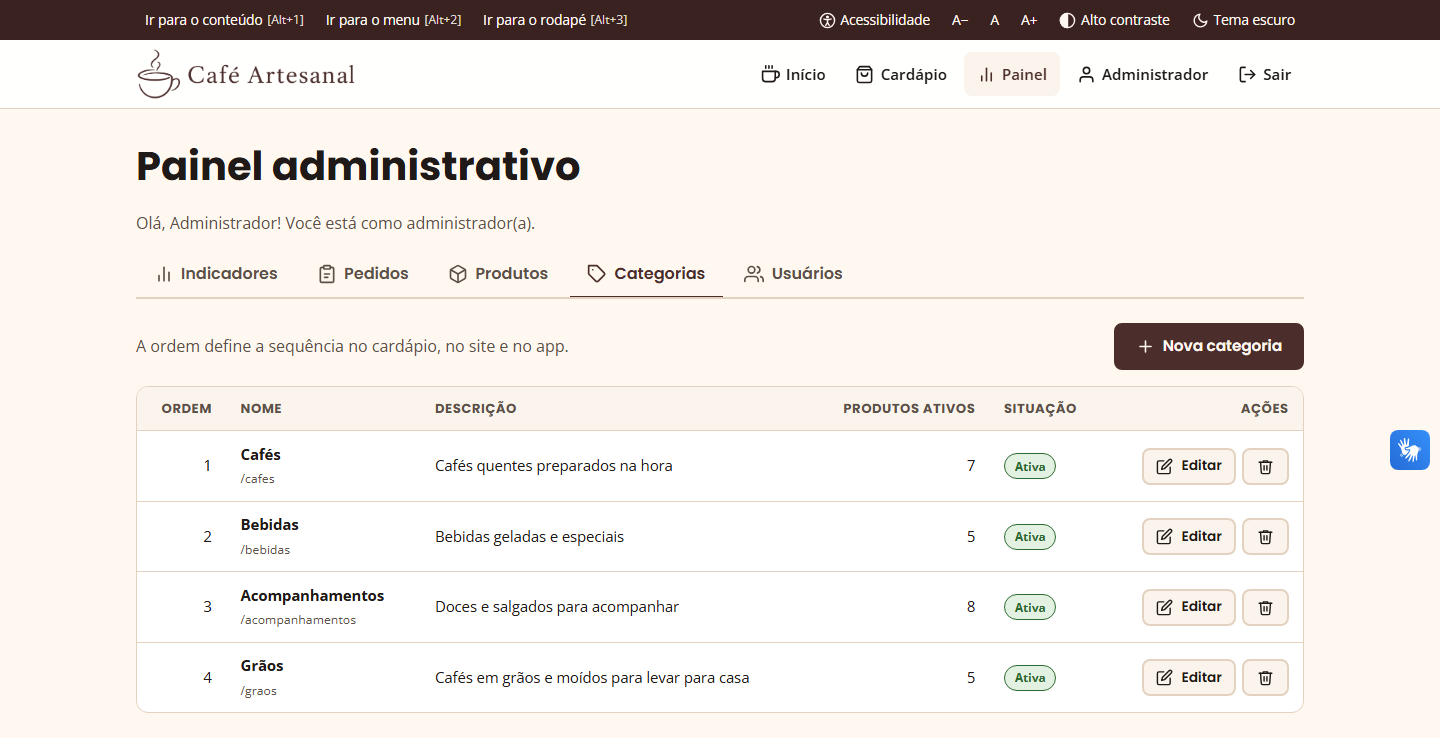 Ir para o conteúdo [Alt+1] Ir para o menu [Alt+2] Ir para o rodapé [Alt+3] Acessibilidade A− A A+ Alto contraste Tema escuro
Café Artesanal Início Cardápio Painel Administrador Sair
Painel administrativo
Olá, Administrador! Você está como administrador(a).
Indicadores Pedidos Produtos Categorias Usuários
A ordem define a sequência no cardápio, no site e no app. Nova categoria
ORDEM NOME DESCRIÇÃO PRODUTOS ATIVOS SITUAÇÃO AÇÕES
1 Cafés Cafés quentes preparados na hora 7 Ativa Editar
/cafes
2 Bebidas Bebidas geladas e especiais 5 Ativa Editar
/bebidas
3 Acompanhamentos Doces e salgados para acompanhar 8 Ativa Editar
/acompanhamentos
4 Grãos Cafés em grãos e moídos para levar para casa 5 Ativa Editar
/graos